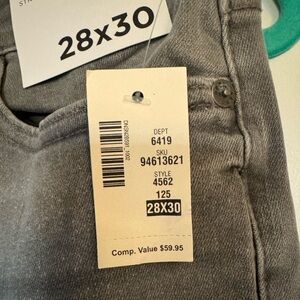 28x30
DEPT
6419
SKU
94613621
STYLE
4562
125
28X30
Comp. Value $59.95